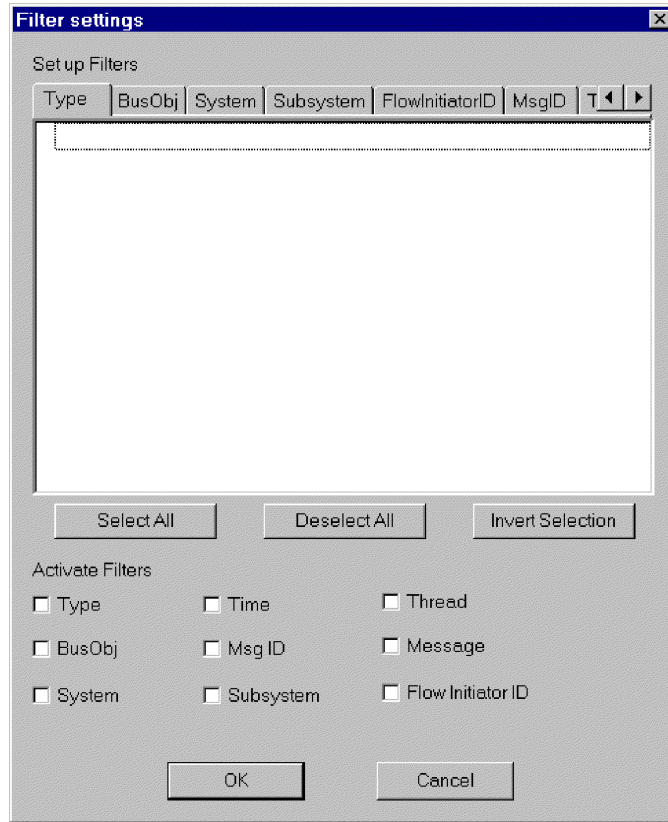 Filter settings
Set up Filters
Type BusObj System Subsystem FlowInitiatorID MsgID T
Select All Deselect All Invert Selection
Activate Filters
Type Time Thread
BusObj Msg ID Message
System Subsystem Flow Initiator ID
OK Cancel